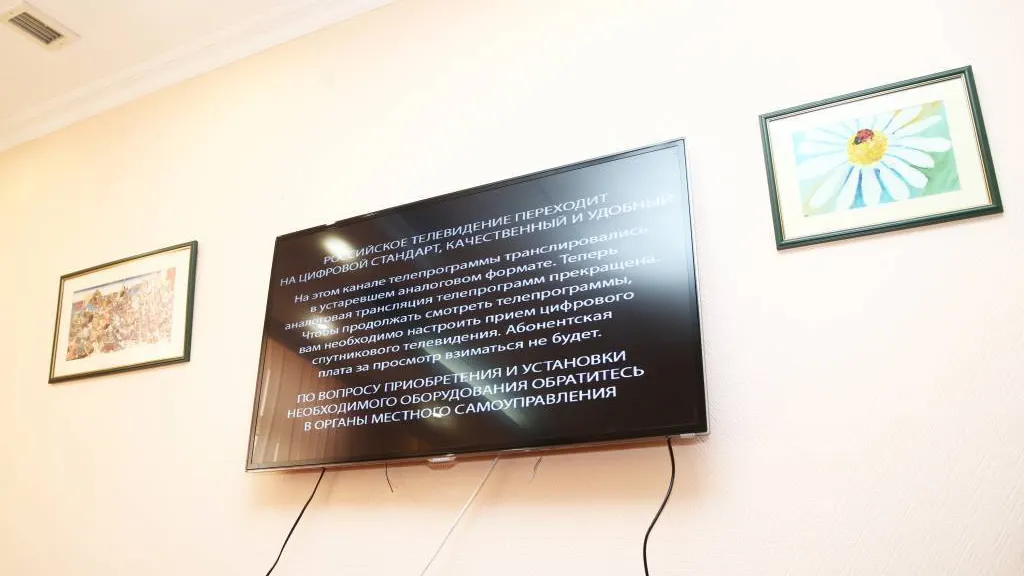 РОССИЙСКОЕ ТЕЛЕВИДЕНИЕ ПЕРЕХОДИТ
НА ЦИФРОВОЙ СТАНДАРТ, КАЧЕСТВЕННЫЙ И УДОБНЫЙ
На этом канале телепрограммы транслировались
в устаревшем аналоговом формате. Теперь
аналоговая трансляция телепрограмм прекращена.
Чтобы продолжать смотреть телепрограммы,
вам необходимо настроить прием цифрового
спутникового телевидения. Абонентская
плата за просмотр взиматься не будет.
ПО ВОПРОСУ ПРИОБРЕТЕНИЯ И УСТАНОВКИ
НЕОБХОДИМОГО ОБОРУДОВАНИЯ ОБРАТИТЕСЬ
В ОРГАНЫ МЕСТНОГО САМОУПРАВЛЕНИЯ